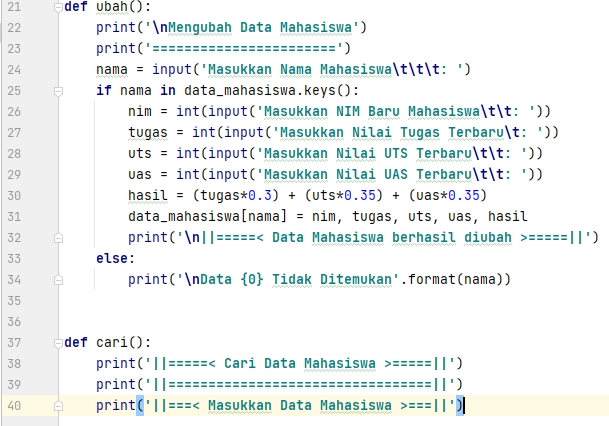 21 def ubah():
22     print('\nMengubah Data Mahasiswa')
23     print('=======================')
24     nama = input('Masukkan Nama Mahasiswa\t\t\t: ')
25     if nama in data_mahasiswa.keys():
26         nim = int(input('Masukkan NIM Baru Mahasiswa\t\t: '))
27         tugas = int(input('Masukkan Nilai Tugas Terbaru\t: '))
28         uts = int(input('Masukkan Nilai UTS Terbaru\t\t: '))
29         uas = int(input('Masukkan Nilai UAS Terbaru\t\t: '))
30         hasil = (tugas*0.3) + (uts*0.35) + (uas*0.35)
31         data_mahasiswa[nama] = nim, tugas, uts, uas, hasil
32         print('\n||=====< Data Mahasiswa berhasil diubah >=====||')
33     else:
34         print('\nData {0} Tidak Ditemukan'.format(nama))
35
36
37 def cari():
38     print('||=====< Cari Data Mahasiswa >=====||')
39     print('||=================================||')
40     print('||===< Masukkan Data Mahasiswa >===||')